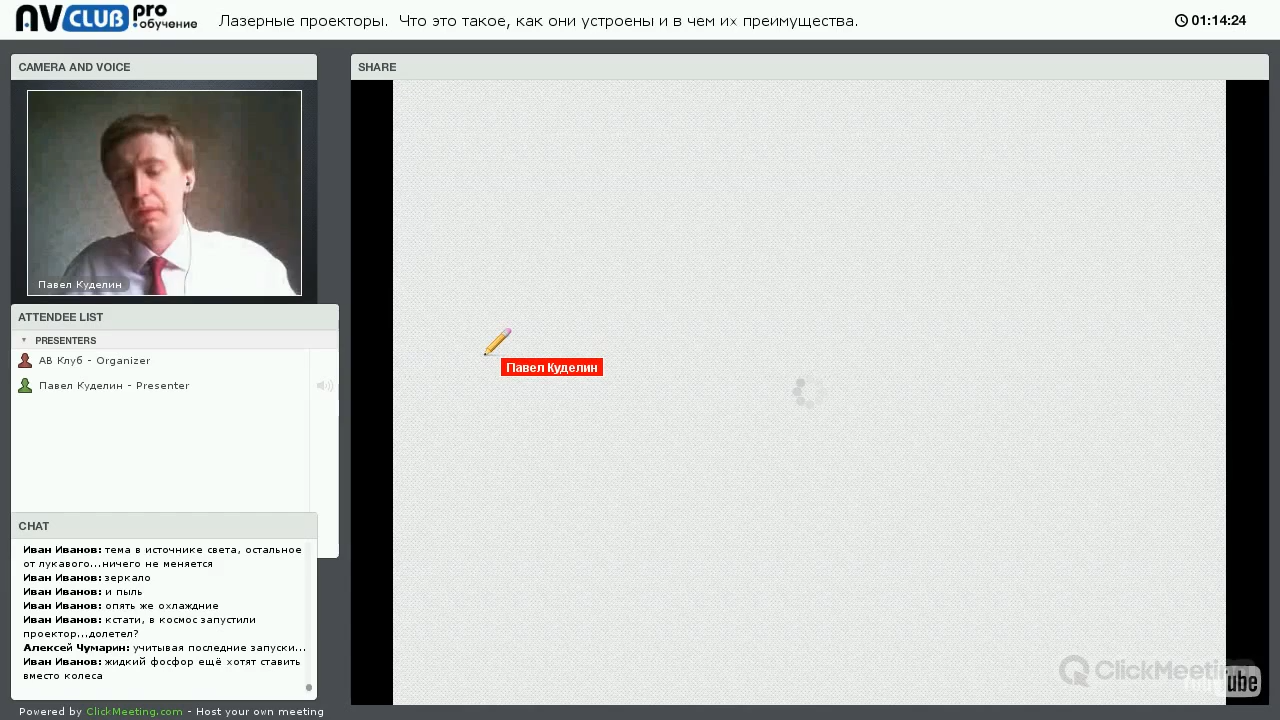 AVCLUBpro
:обучение
Лазерные проекторы. Что это такое, как они устроены и в чем их преимущества.
01:14:24
CAMERA AND VOICE
Павел Куделин
ATTENDEE LIST
PRESENTERS
АВ Клуб - Organizer
Павел Куделин - Presenter
CHAT
Иван Иванов: тема в источнике света, остальное
от лукавого...ничего не меняется
Иван Иванов: зеркало
Иван Иванов: и пыль
Иван Иванов: опять же охлаждние
Иван Иванов: кстати, в космос запустили
проектор...долетел?
Алексей Чумарин: учитывая последние запуски...
Иван Иванов: жидкий фосфор ещё хотят ставить
вместо колеса
Powered by ClickMeeting.com - Host your own meeting
SHARE
Павел Куделин
ClickMeeting
YouTube